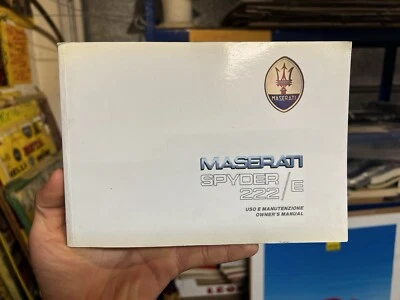 MASERATI
MASERATI
SPYDER
222/E
USO E MANUTENZIONE
OWNER'S MANUAL